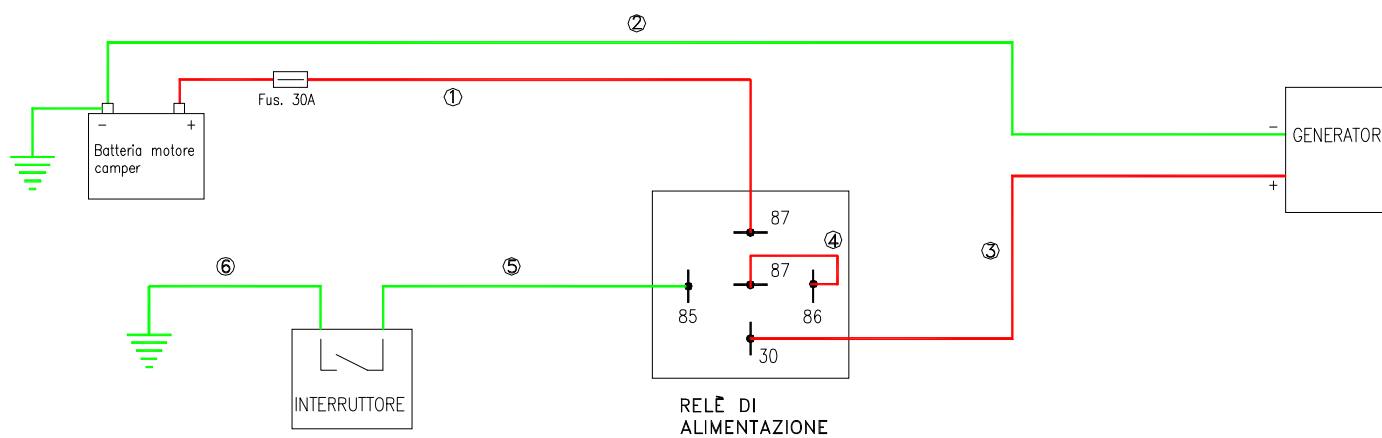 ②
①
Fus. 30A
- +
Batteria motore
camper
-
GENERATOR
+
87
④
③
87
⑥
⑤
85
86
30
INTERRUTTORE
RELÈ DI
ALIMENTAZIONE